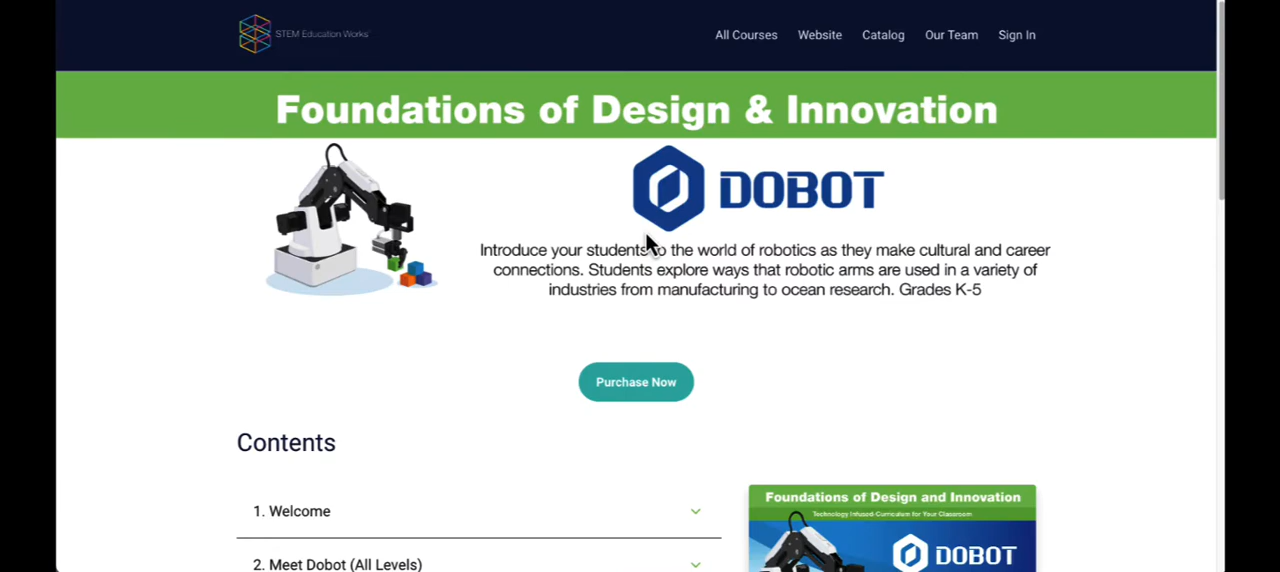 STEM Education Works
All Courses Website Catalog Our Team Sign In
Foundations of Design & Innovation
DOBOT
Introduce your students to the world of robotics as they make cultural and career
connections. Students explore ways that robotic arms are used in a variety of
industries from manufacturing to ocean research. Grades K-5
Purchase Now
Contents
1. Welcome
2. Meet Dobot (All Levels)
Foundations of Design and Innovation
Technology Infused-Curriculum for Your Classroom
DOBOT